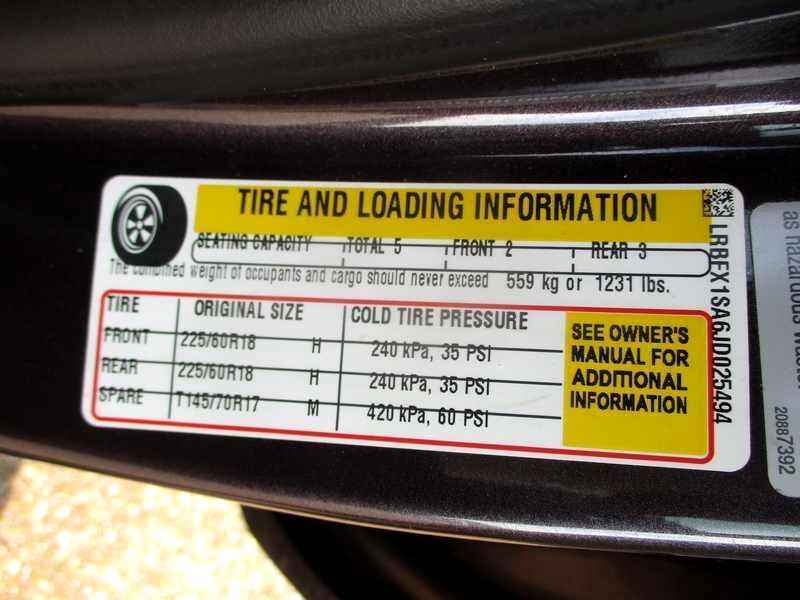 TIRE AND LOADING INFORMATION
SEATING CAPACITY TOTAL 5 FRONT 2 REAR 3
The combined weight of occupants and cargo should never exceed 559 kg or 1231 lbs.
TIRE ORIGINAL SIZE COLD TIRE PRESSURE
FRONT 225/60R18 H 240 kPa, 35 PSI
REAR 225/60R18 H 240 kPa, 35 PSI
SPARE T145/70R17 M 420 kPa, 60 PSI
SEE OWNER'S
MANUAL FOR
ADDITIONAL
INFORMATION
LRBFX1SA6JD025494
as hazardous waste
20887392